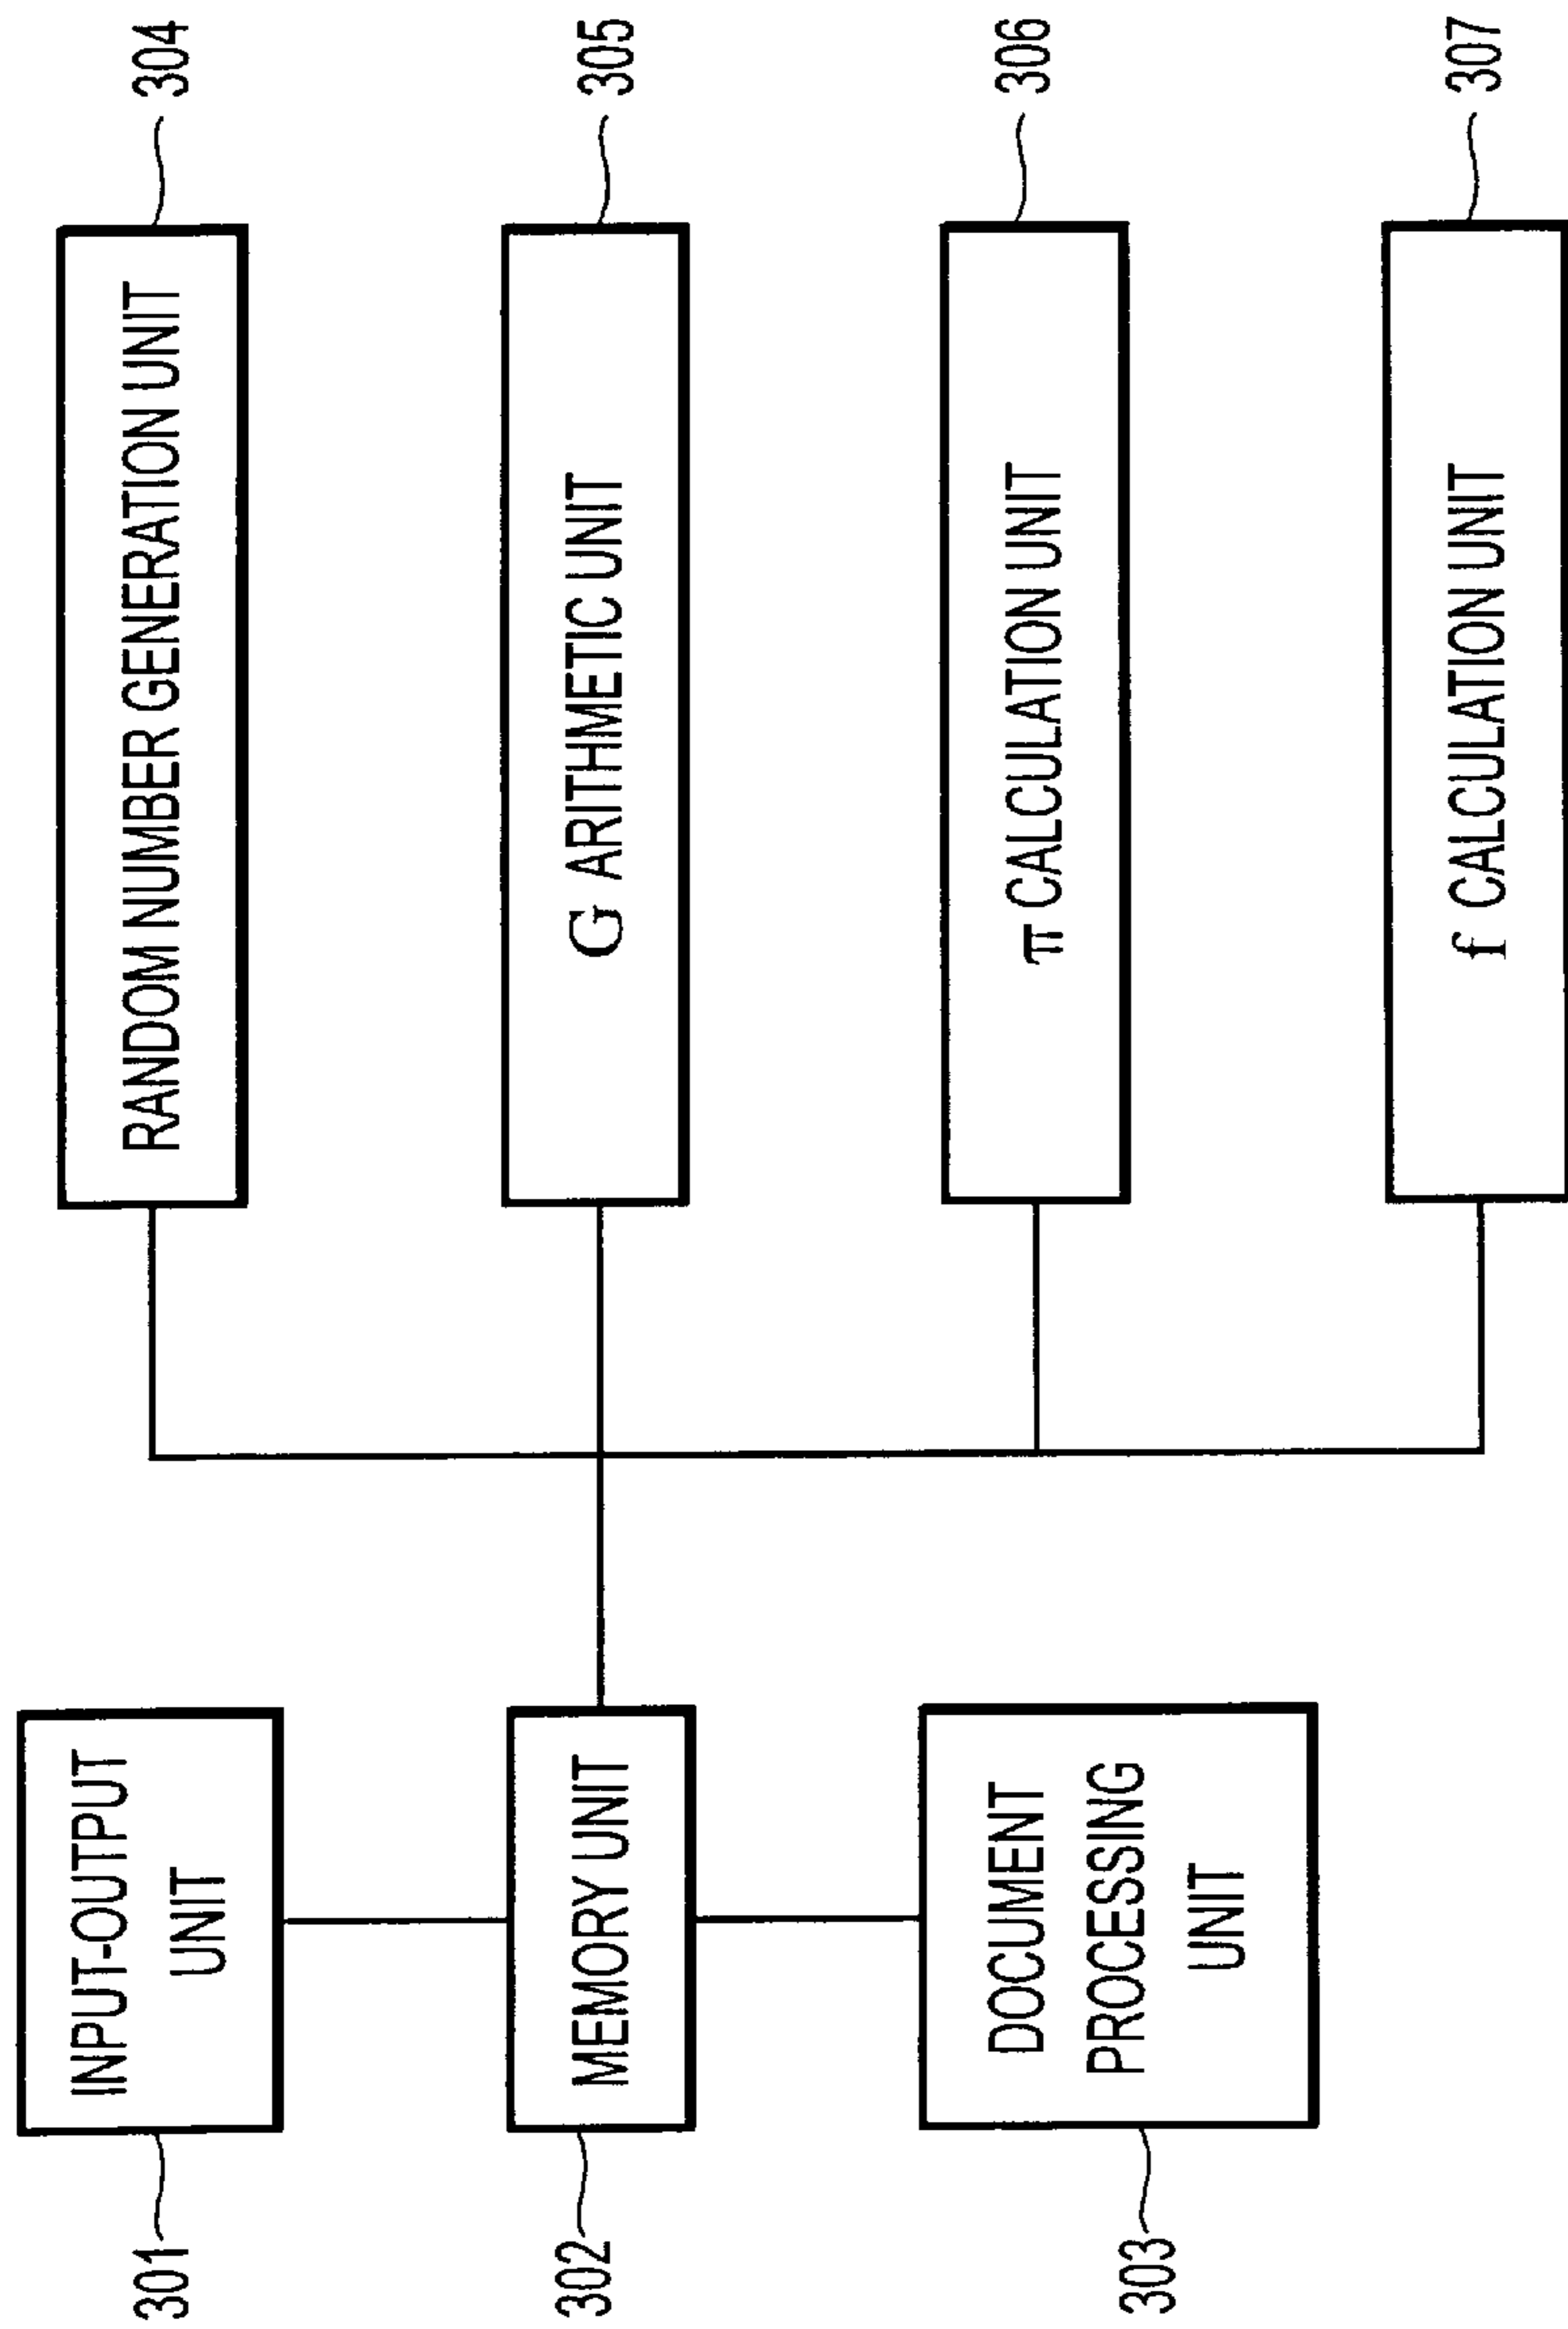 301
INPUT-OUTPUT
UNIT
302
MEMORY UNIT
303
DOCUMENT
PROCESSING
UNIT
RANDOM NUMBER GENERATION UNIT
304
G ARITHMETIC UNIT
305
π CALCULATION UNIT
306
f CALCULATION UNIT
307